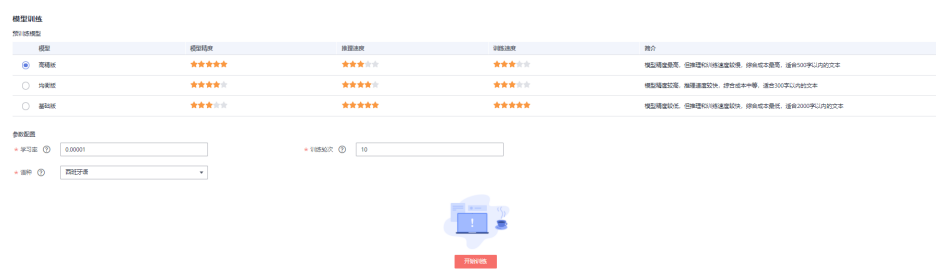 模型训练
预训练模型
模型 模型精度 推理速度 训练速度 简介
高精版 模型精度最高，但推理和训练速度较慢，综合成本最高，适合500字以内的文本
均衡版 模型精度较高，推理速度较快，综合成本中等，适合300字以内的文本
基础版 模型精度较低，但推理和训练速度较快，综合成本最低，适合2000字以内的文本
参数配置
* 学习率 ? 0.00001 * 训练轮次 ? 10
* 语种 ? 西班牙语
开始训练